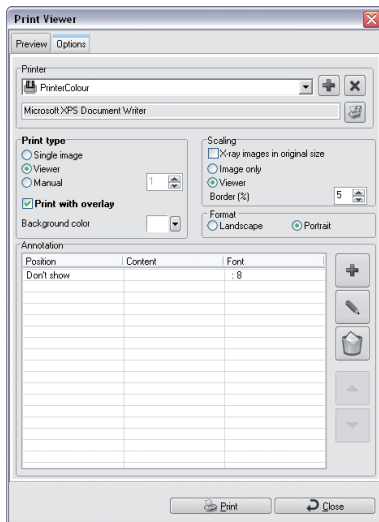 Print Viewer
Preview Options
Printer
PrinterColour
Microsoft XPS Document Writer
Print type
Single image
Viewer
Manual 1
Print with overlay
Background color
Scaling
X-ray images in original size
Image only
Viewer
Border (%) 5
Format
Landscape Portrait
Annotation
Position Content Font
Don't show : 8
Print Close